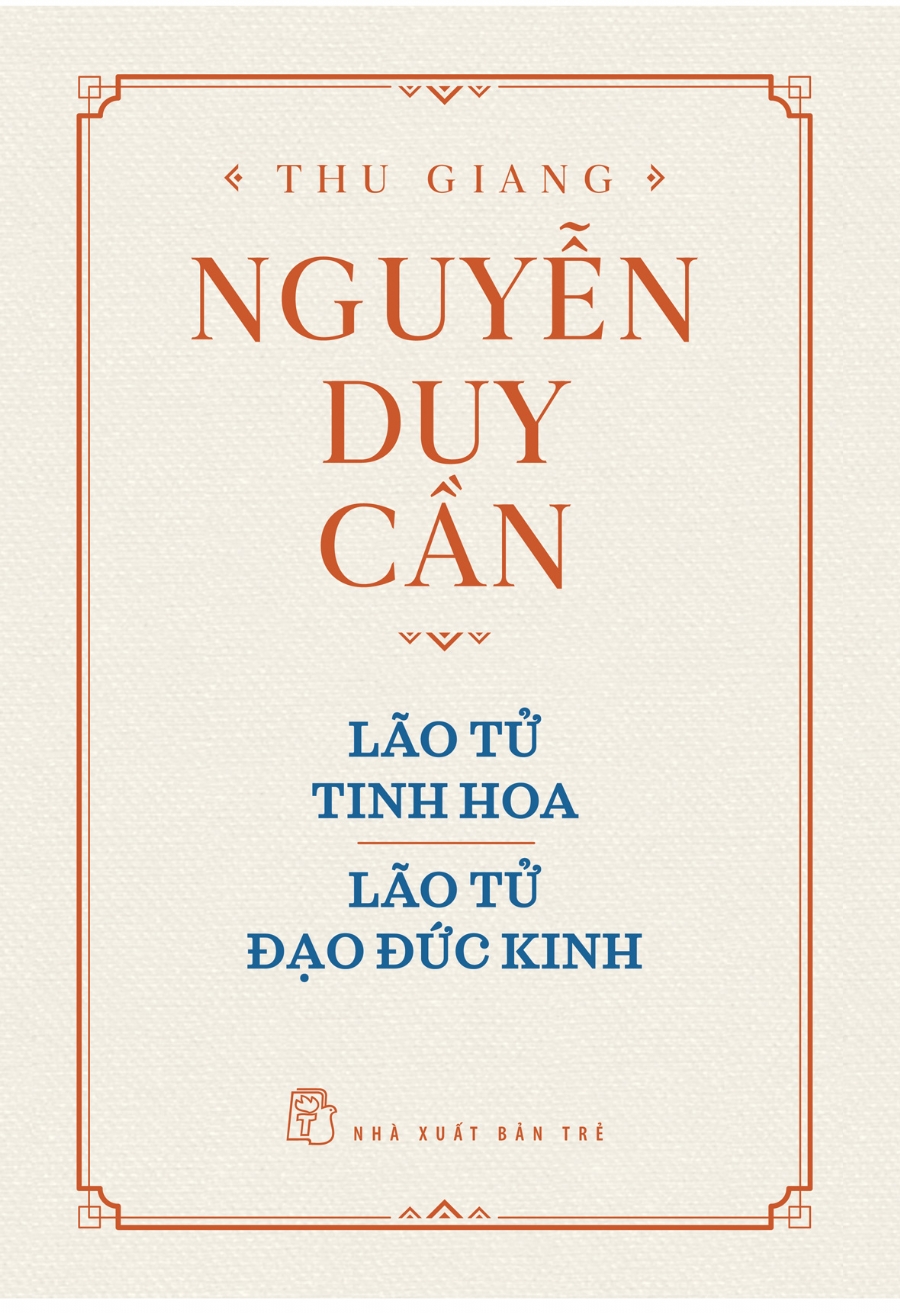 THU GIANG
NGUYỄN
DUY
CẦN
LÃO TỬ
TINH HOA
LÃO TỬ
ĐẠO ĐỨC KINH
NHÀ XUẤT BẢN TRẺ